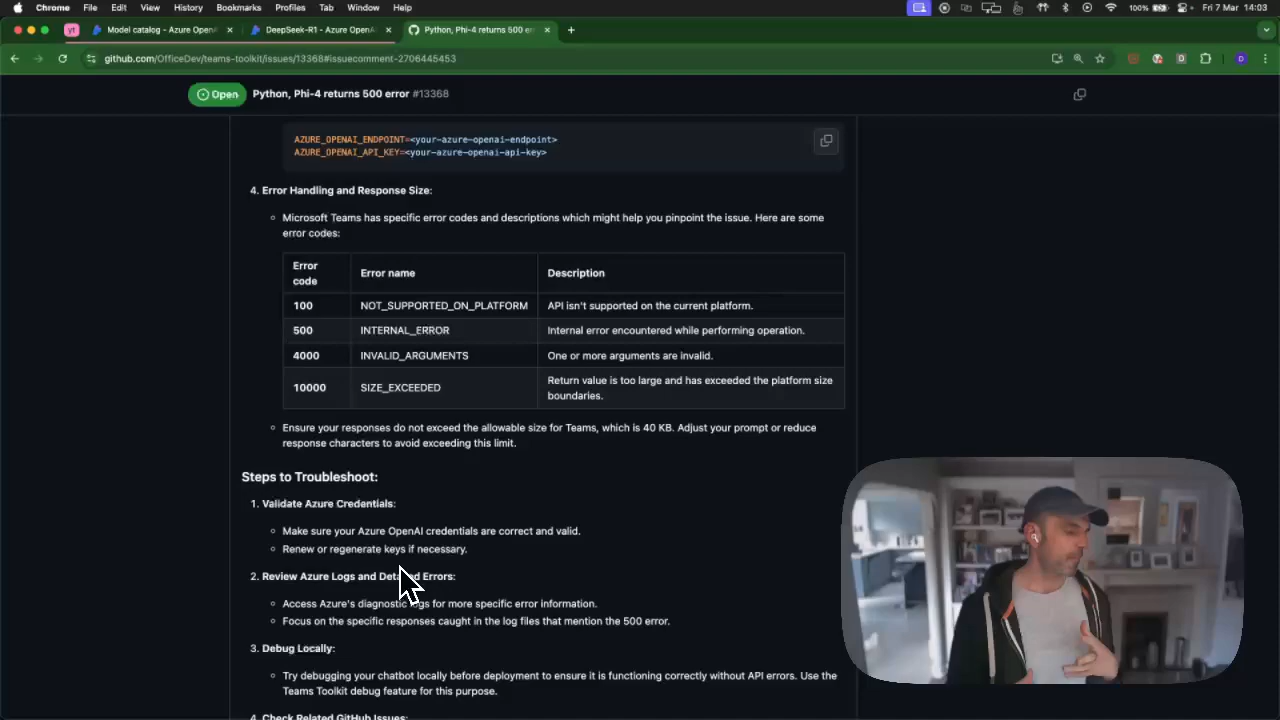 Chrome File Edit View History Bookmarks Profiles Tab Window Help 100% Fri 7 Mar 14:03
yt Model catalog - Azure OpenA DeepSeek-R1 - Azure OpenAI Python, Phi-4 returns 500 er
github.com/OfficeDev/teams-toolkit/issues/13368#issuecomment-2706445453
Open Python, Phi-4 returns 500 error #13368
AZURE_OPENAI_ENDPOINT=<your-azure-openai-endpoint>
AZURE_OPENAI_API_KEY=<your-azure-openai-api-key>
4. Error Handling and Response Size:
Microsoft Teams has specific error codes and descriptions which might help you pinpoint the issue. Here are some
error codes:
Error
code Error name Description
100 NOT_SUPPORTED_ON_PLATFORM API isn't supported on the current platform.
500 INTERNAL_ERROR Internal error encountered while performing operation.
4000 INVALID_ARGUMENTS One or more arguments are invalid.
10000 SIZE_EXCEEDED Return value is too large and has exceeded the platform size
boundaries.
Ensure your responses do not exceed the allowable size for Teams, which is 40 KB. Adjust your prompt or reduce
response characters to avoid exceeding this limit.
Steps to Troubleshoot:
1. Validate Azure Credentials:
Make sure your Azure OpenAI credentials are correct and valid.
Renew or regenerate keys if necessary.
2. Review Azure Logs and Detailed Errors:
Access Azure's diagnostic logs for more specific error information.
Focus on the specific responses caught in the log files that mention the 500 error.
3. Debug Locally:
Try debugging your chatbot locally before deployment to ensure it is functioning correctly without API errors. Use the
Teams Toolkit debug feature for this purpose.
4. Check Related GitHub Issues: